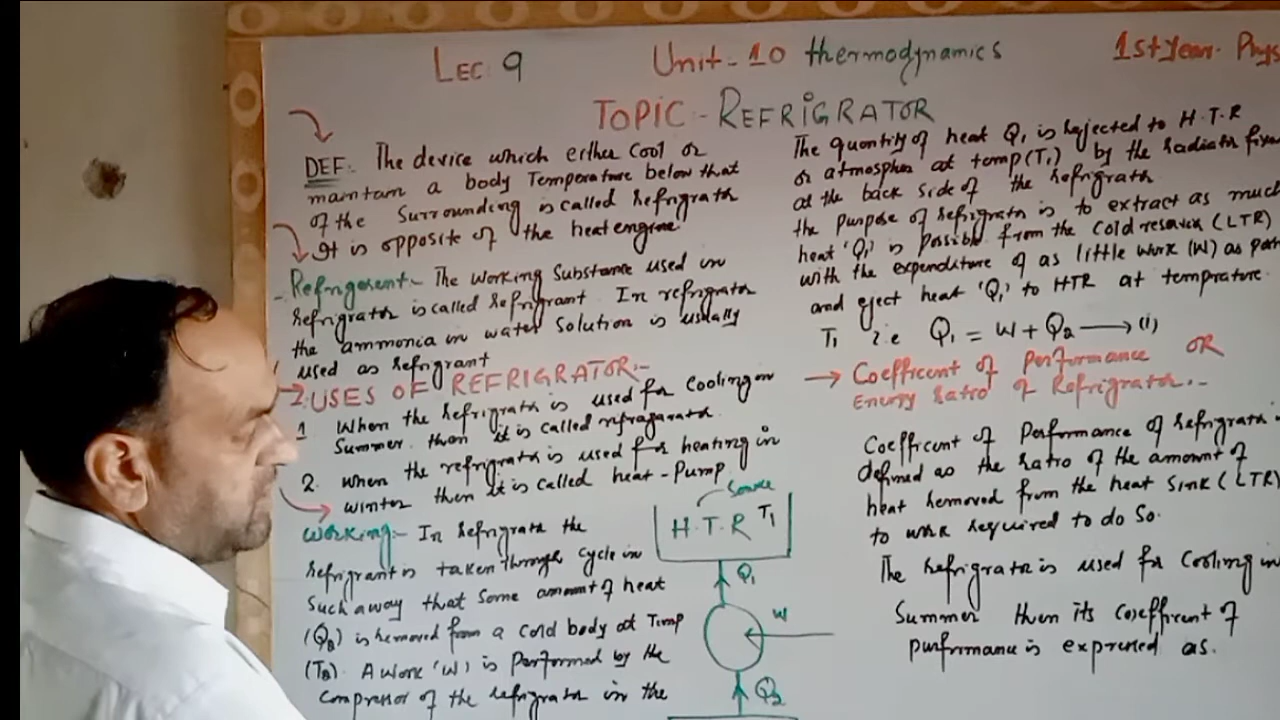 LEC 9 Unit-10 thermodynamics 1st year. Phys
TOPIC - REFRIGRATOR
DEF:- The device which either cool or
maintam a body Temperature below that
of the Surrounding is called refrigrator
It is opposite of the heat engine
Refrigerent:- The working Substance used in
refrigrator is called refrigrant. In refrigrator
the ammonia in water solution is usually
used as refrigrant
USES OF REFRIGRATOR:-
1 When the refrigrator is used for Cooling in
Summer. then it is called
2. When the refrigrator is used for heating in
winter then it is called heat-Pump
Working:- In refrigrator the
refrigrant is taken through cycle in
Such away that some amount of heat
is removed from a cold body at Temp
A work 'W' is performed by the
compressor of the refrigrator in the
Source
H.T.R T1
Q1
W
Q2
The quantity of heat Q1 is rejected to H.T.R
or atmospher at temp (T1) by the radiator fixe
at the back side of the refrigrator
the purpose of refrigrator is to extract as much
heat is possible from the cold (LTR)
with the expenditure of as little work (W) as
and eject heat 'Q1' to HTR at temprature
T1 i.e Q1 = W + Q2 ⟶ (i)
Coefficent of performance OR
Energy Ratio of Refrigrator.-
Coefficent of Performance of refrigrator i
defined as the ratio of the amount of
heat removed from the heat Sink (LTR)
to work required to do So.
The refrigrator is used for Cooling in
Summer then its coefficent of
is expressed as.